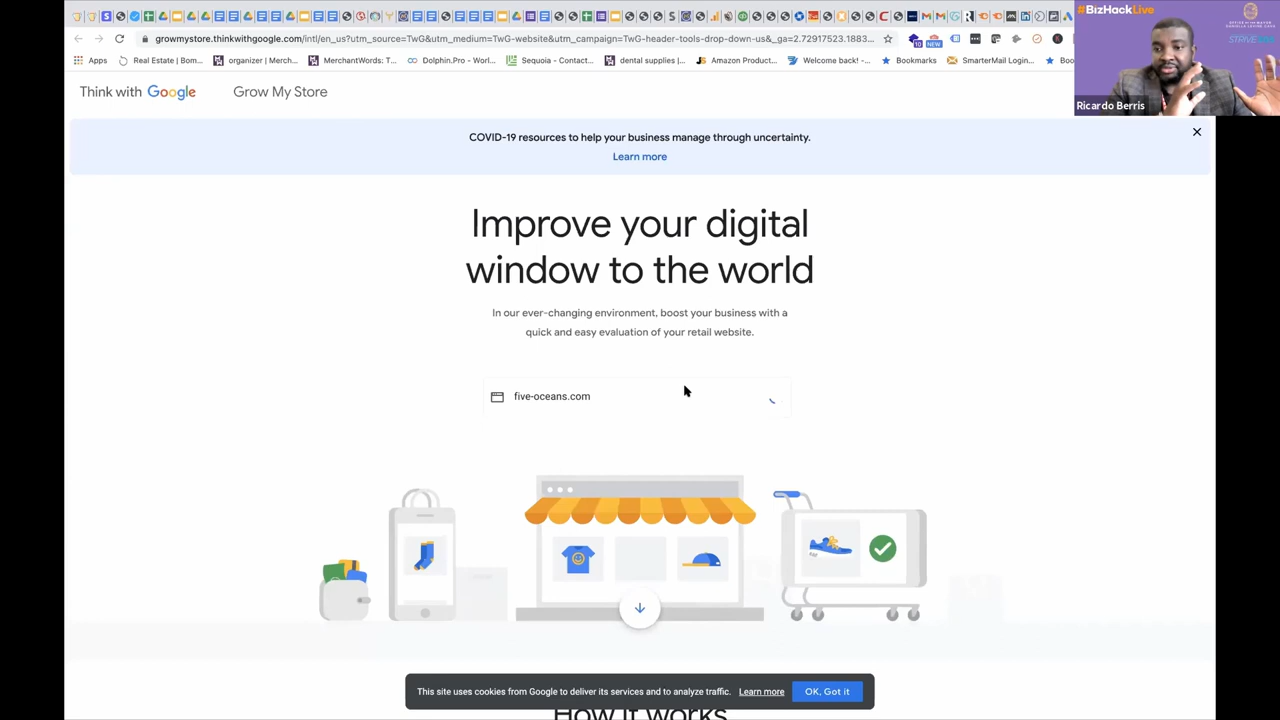 growmystore.thinkwithgoogle.com/intl/en_us?utm_source=TwG&utm_medium=TwG-website&utm_campaign=TwG-header-tools-drop-down-us&_ga=2.72917523.1883...
10
NEW
Apps
Real Estate | Bom...
organizer | Merch...
MerchantWords: T...
Dolphin.Pro - Worl...
Sequoia - Contact...
dental supplies |...
Amazon Product...
Welcome back! -...
Bookmarks
SmarterMail Login...
#BizHackLive
Ricardo Berris
Think with Google
Grow My Store
COVID-19 resources to help your business manage through uncertainty.
Learn more
Improve your digital
window to the world
In our ever-changing environment, boost your business with a
quick and easy evaluation of your retail website.
five-oceans.com
This site uses cookies from Google to deliver its services and to analyze traffic.
Learn more
OK, Got it
How it works